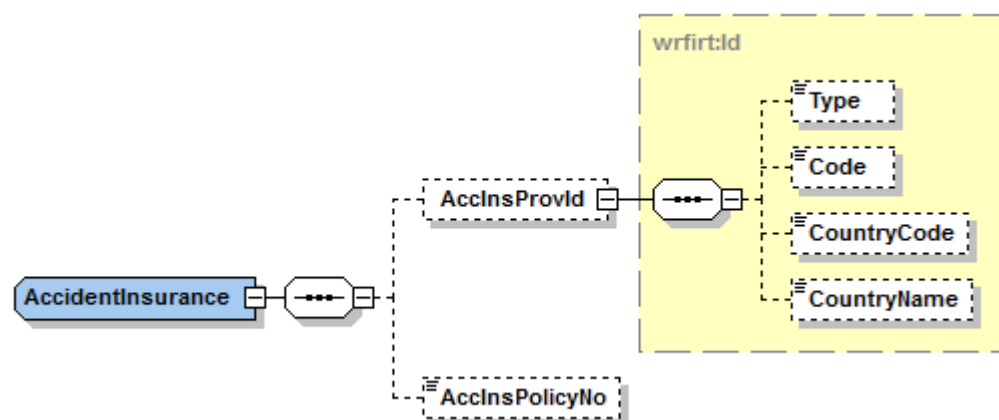 wrfirt:Id
Type
Code
AccInsProvId
CountryCode
AccidentInsurance
CountryName
AccInsPolicyNo